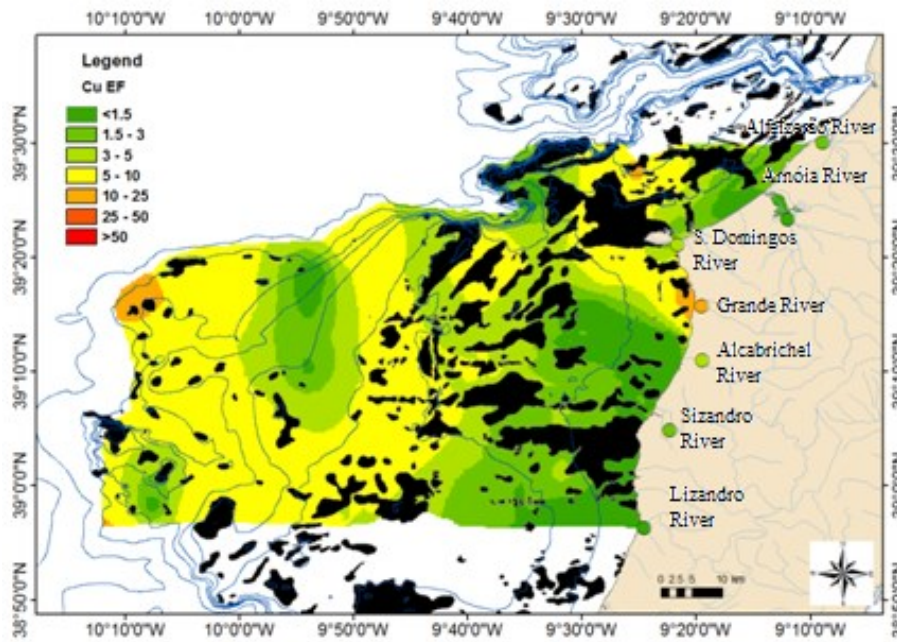 10°10'0"W 10°0'0"W 9°50'0"W 9°40'0"W 9°30'0"W 9°20'0"W 9°10'0"W
Legend
Cu EF
<1.5
1.5 - 3
3 - 5
5 - 10
10 - 25
25 - 50
>50
39°30'0"N
39°20'0"N
39°10'0"N
39°0'0"N
38°50'0"N
Alfeizerão River
Arnóia River
S. Domingos
River
Grande River
Alcabrichel
River
Sizandro
River
Lizandro
River
0 2.5 5 10 km
10°10'0"W 10°0'0"W 9°50'0"W 9°40'0"W 9°30'0"W 9°20'0"W 9°10'0"W